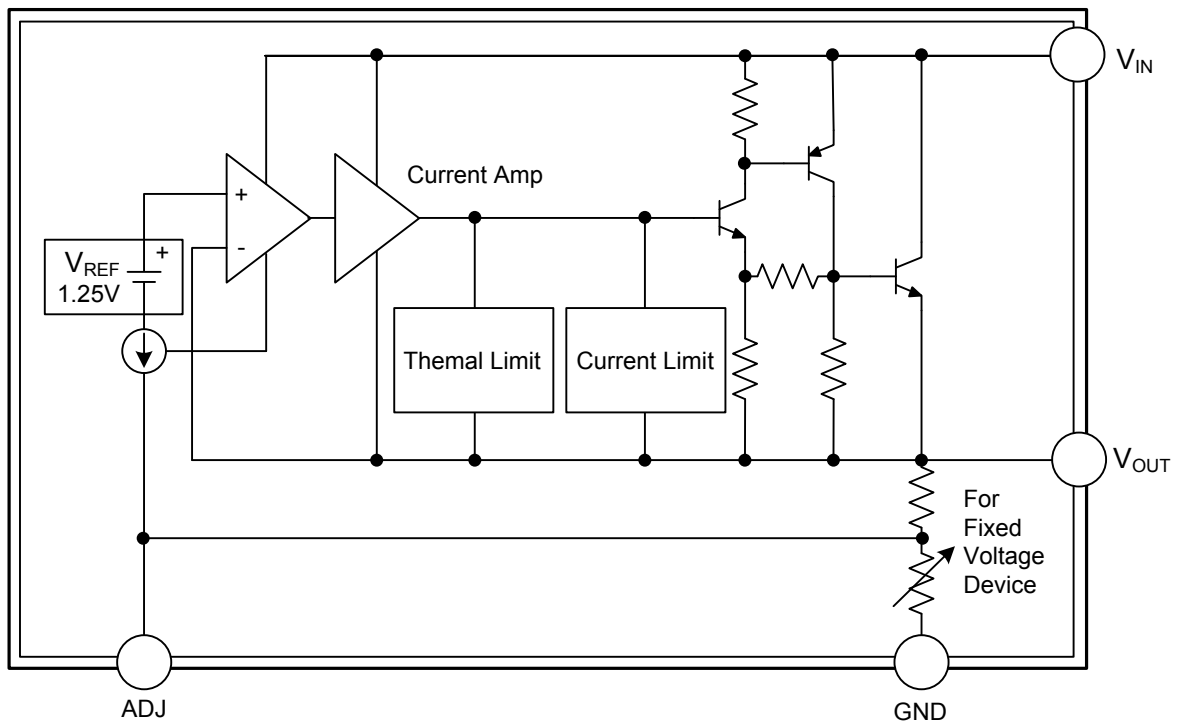 V_IN
Current Amp
+
-
+
V_REF
1.25V
Themal Limit
Current Limit
V_OUT
For
Fixed
Voltage
Device
ADJ
GND